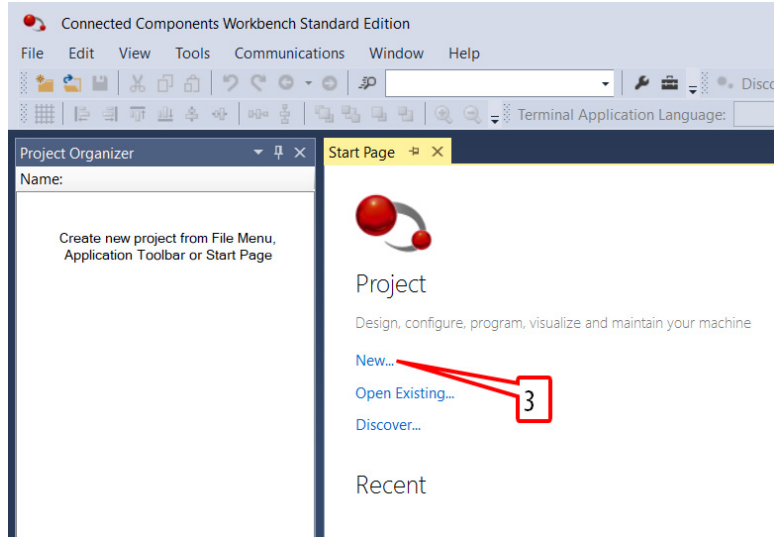 Connected Components Workbench Standard Edition
File Edit View Tools Communications Window Help
Disco
Terminal Application Language:
Project Organizer
Start Page
Name:
Create new project from File Menu,
Application Toolbar or Start Page
Project
Design, configure, program, visualize and maintain your machine
New...
Open Existing...
3
Discover...
Recent